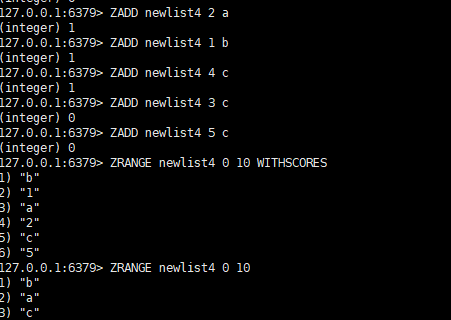 (integer) 0
127.0.0.1:6379> ZADD newlist4 2 a
(integer) 1
127.0.0.1:6379> ZADD newlist4 1 b
(integer) 1
127.0.0.1:6379> ZADD newlist4 4 c
(integer) 1
127.0.0.1:6379> ZADD newlist4 3 c
(integer) 0
127.0.0.1:6379> ZADD newlist4 5 c
(integer) 0
127.0.0.1:6379> ZRANGE newlist4 0 10 WITHSCORES
1) "b"
2) "1"
3) "a"
4) "2"
5) "c"
6) "5"
127.0.0.1:6379> ZRANGE newlist4 0 10
1) "b"
2) "a"
3) "c"